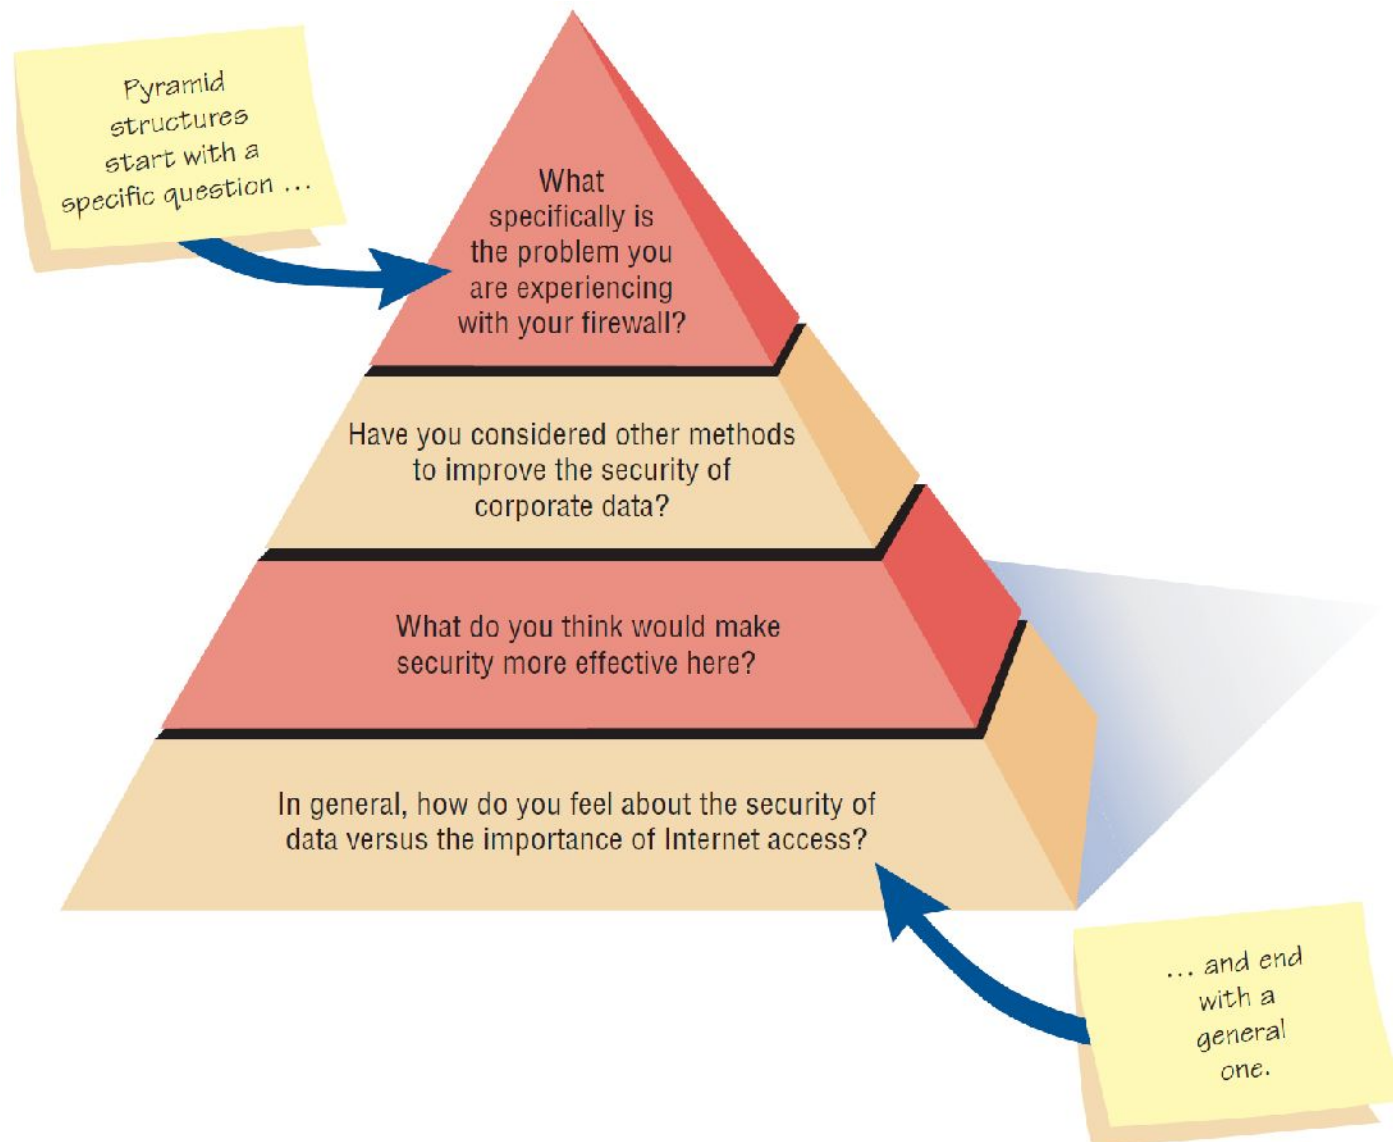 Pyramid
structures
start with a
specific question ...
What
specifically is
the problem you
are experiencing
with your firewall?
Have you considered other methods
to improve the security of
corporate data?
What do you think would make
security more effective here?
In general, how do you feel about the security of
data versus the importance of Internet access?
... and end
with a
general
one.